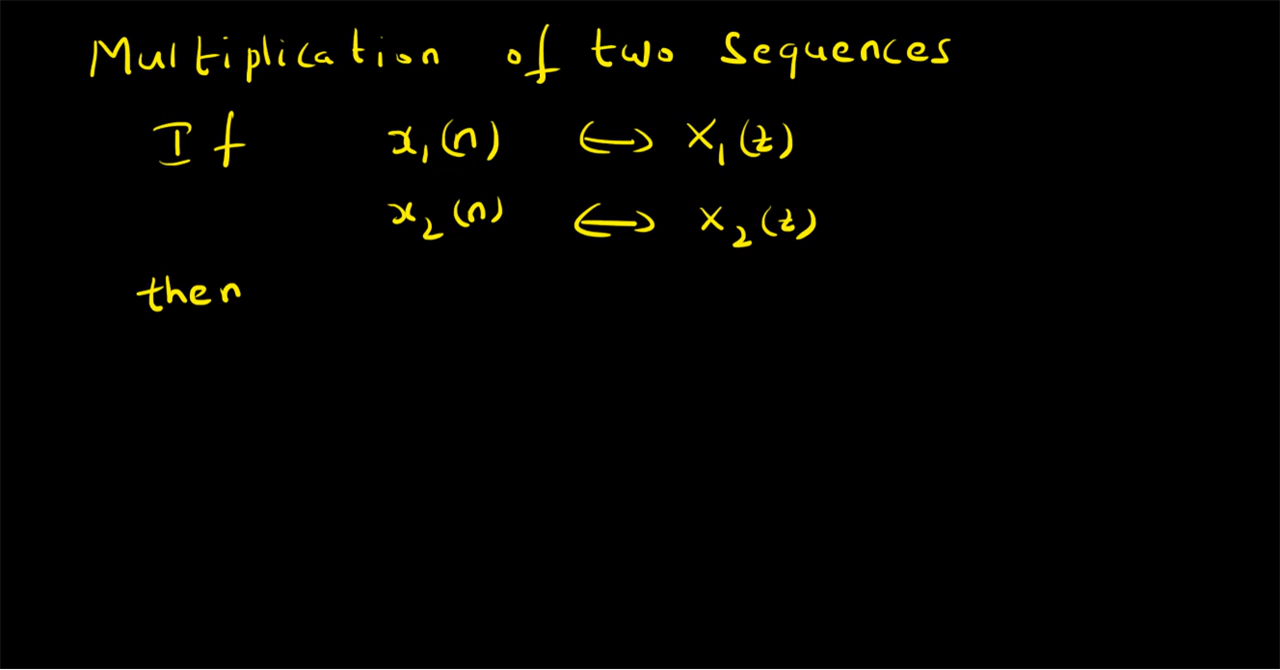 Multiplication of two Sequences
If x₁(n) ⟷ X₁(z)
x₂(n) ⟷ X₂(z)
then